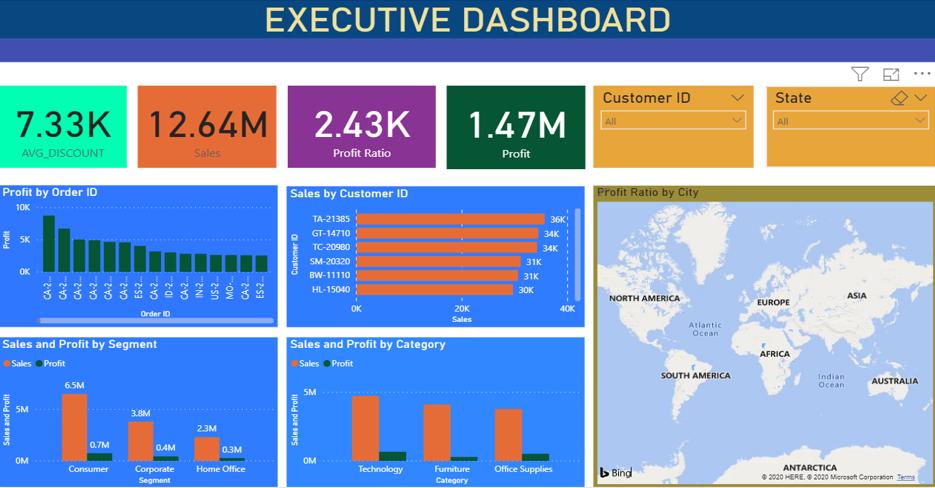 EXECUTIVE DASHBOARD
7.33K
AVG_DISCOUNT
12.64M
Sales
2.43K
Profit Ratio
1.47M
Profit
Customer ID
All
State
All
Profit by Order ID
Profit
10K
5K
0K
CA-2...
CA-2...
CA-2...
CA-2...
CA-2...
CA-2...
ES-2...
CA-2...
ID-2...
CA-2...
IN-2...
US-2...
MO-...
CA-2...
ES-2...
Order ID
Sales by Customer ID
Customer ID
TA-21385 36K
GT-14710 34K
TC-20980 34K
SM-20320 31K
BW-11110 31K
HL-15040 30K
0K 20K 40K
Sales
Profit Ratio by City
NORTH AMERICA
EUROPE
ASIA
Atlantic
Ocean
AFRICA
SOUTH AMERICA
Indian
Ocean
AUSTRALIA
ANTARCTICA
Bing
© 2020 HERE, © 2020 Microsoft Corporation Terms
Sales and Profit by Segment
Sales Profit
Sales and Profit
5M
0M
6.5M
0.7M
3.8M
0.4M
2.3M
0.3M
Consumer Corporate Home Office
Segment
Sales and Profit by Category
Sales Profit
Sales and Profit
5M
0M
Technology Furniture Office Supplies
Category